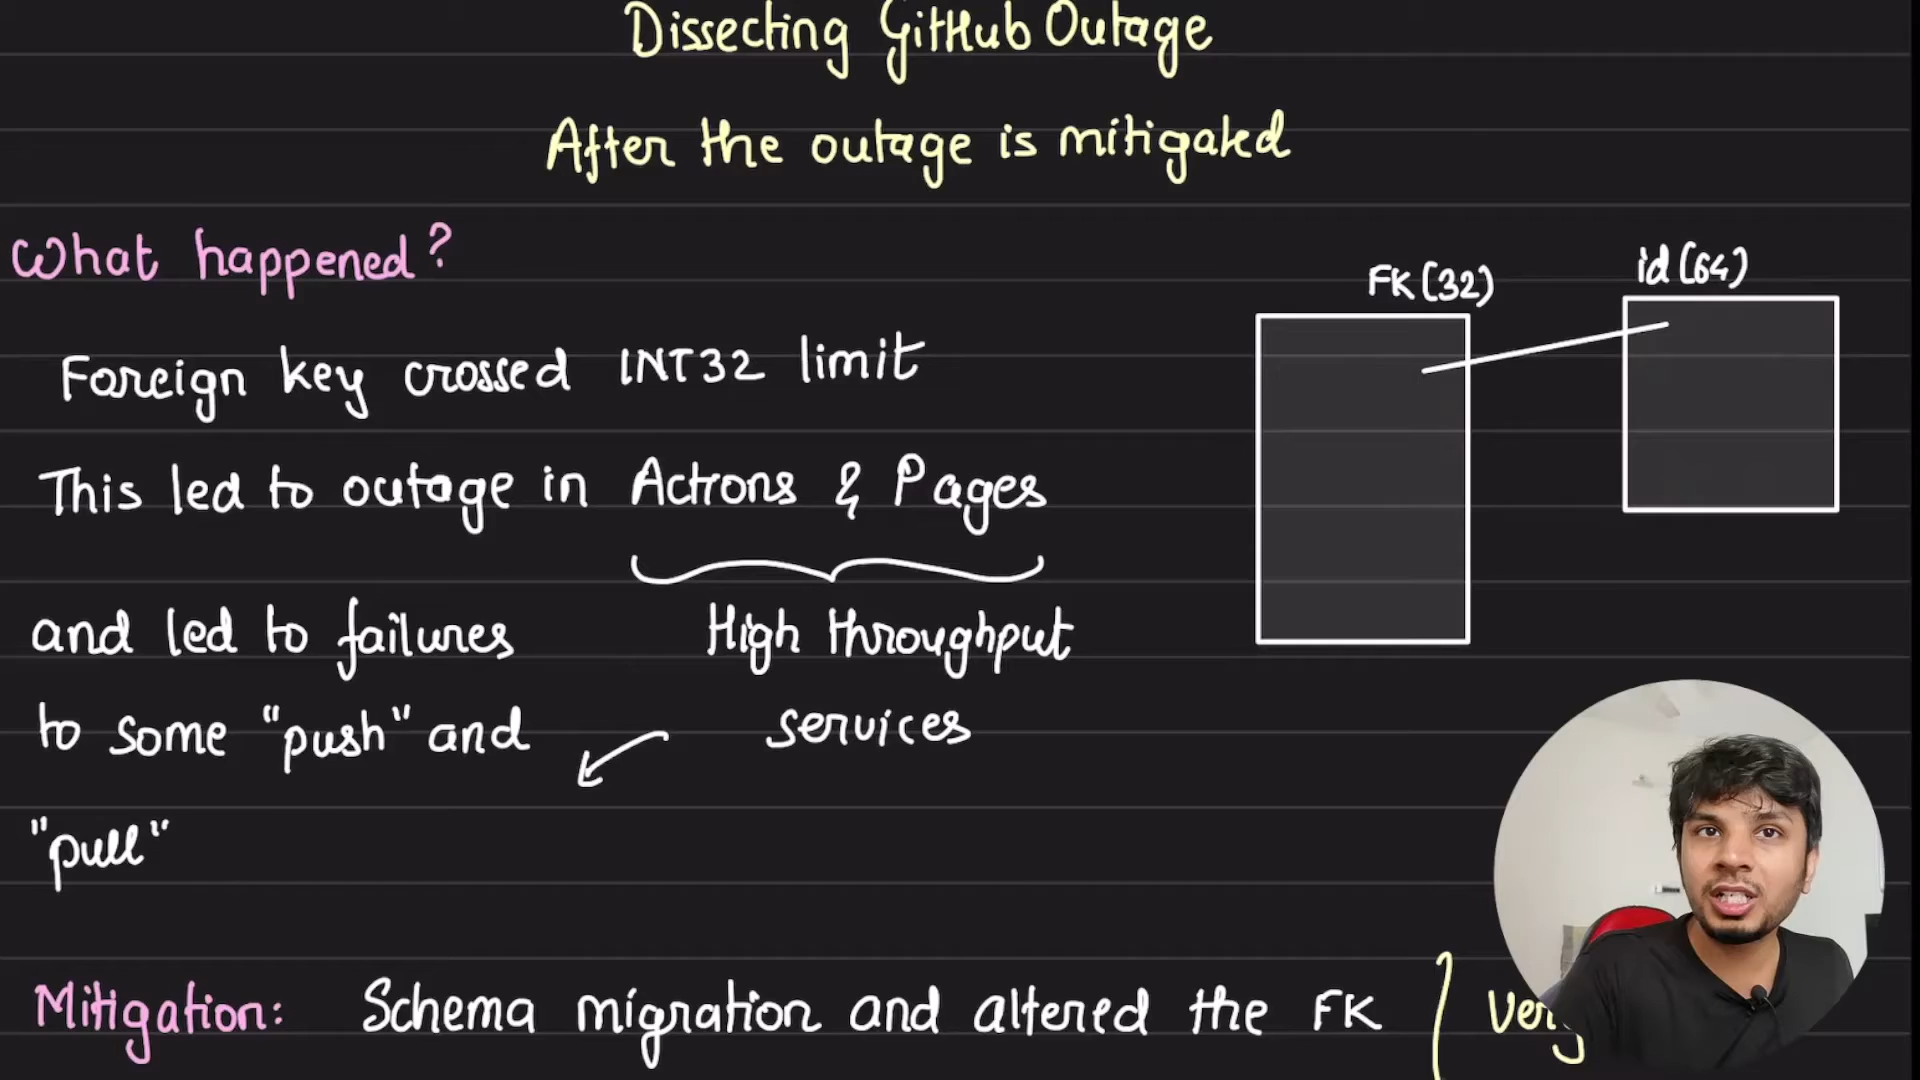 Dissecting GitHub Outage
After the outage is mitigated
What happened?
FK(32)
id(64)
Foreign key crossed INT32 limit
This led to outage in Actions & Pages
and led to failures
High throughput
to some "push" and
services
"pull"
Mitigation: Schema migration and altered the FK